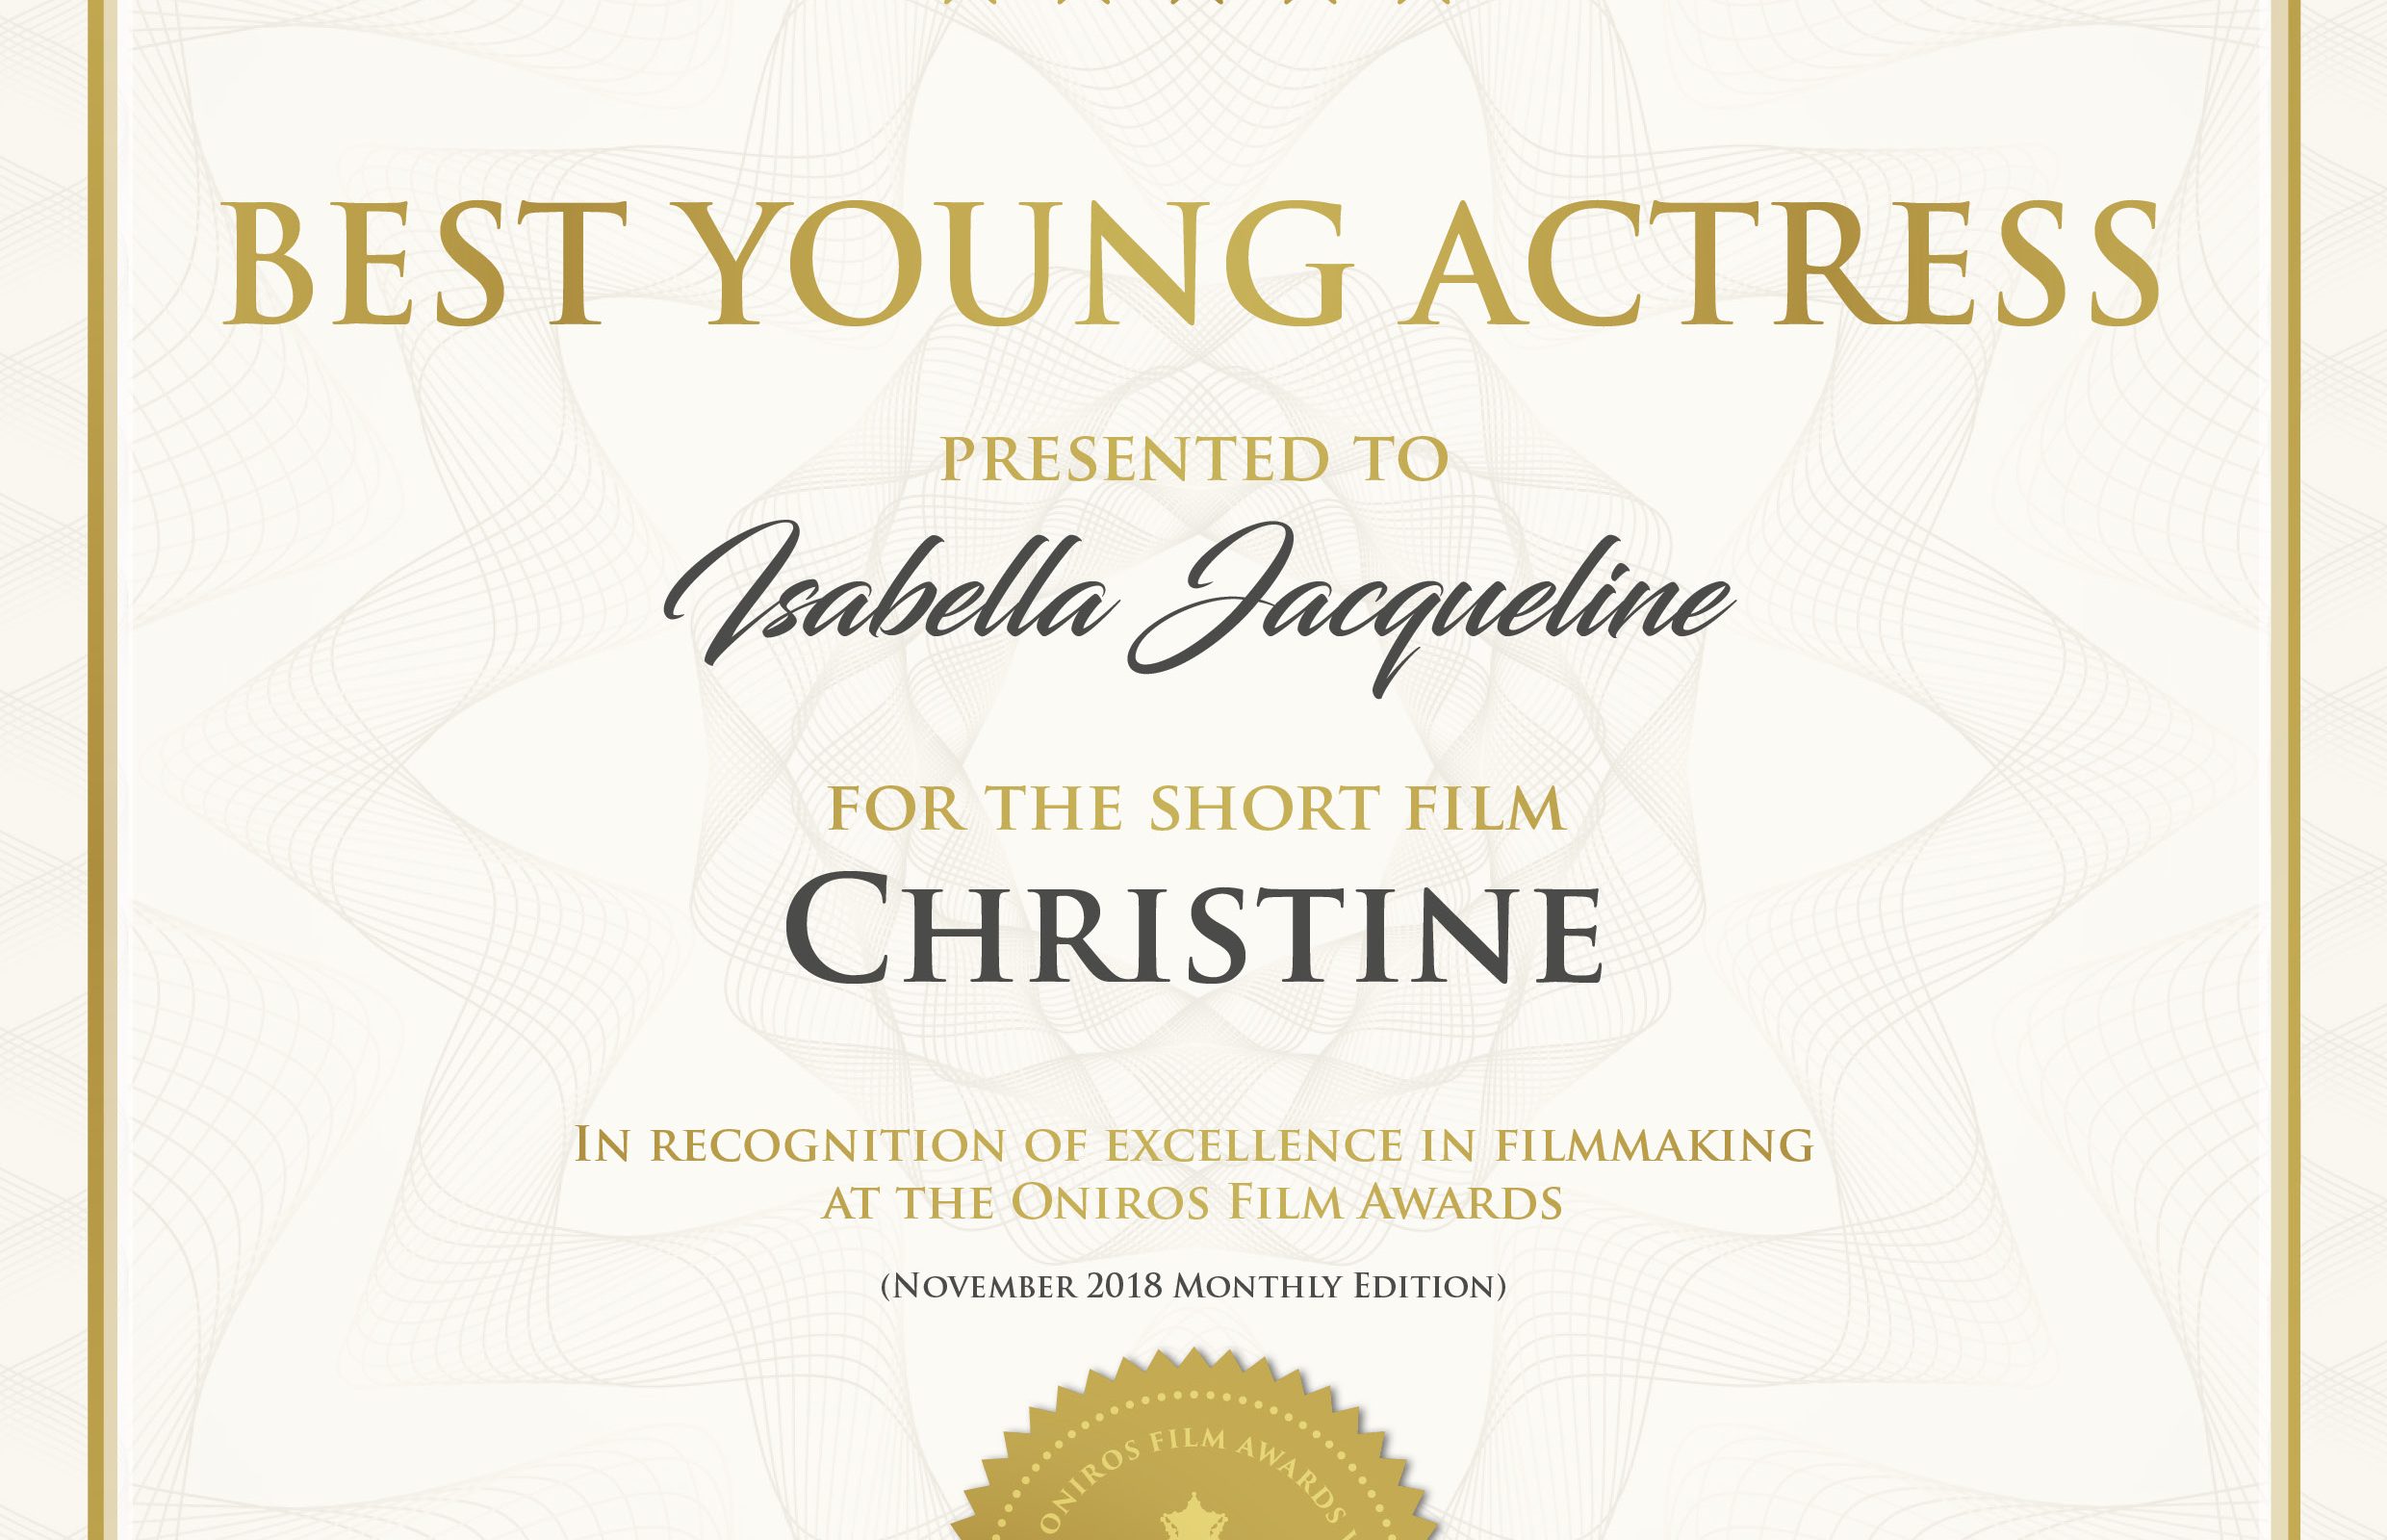 BEST YOUNG ACTRESS
PRESENTED TO
Isabella Jacqueline
FOR THE SHORT FILM
CHRISTINE
IN RECOGNITION OF EXCELLENCE IN FILMMAKING
AT THE ONIROS FILM AWARDS
(NOVEMBER 2018 MONTHLY EDITION)
ONIROS FILM AWARDS